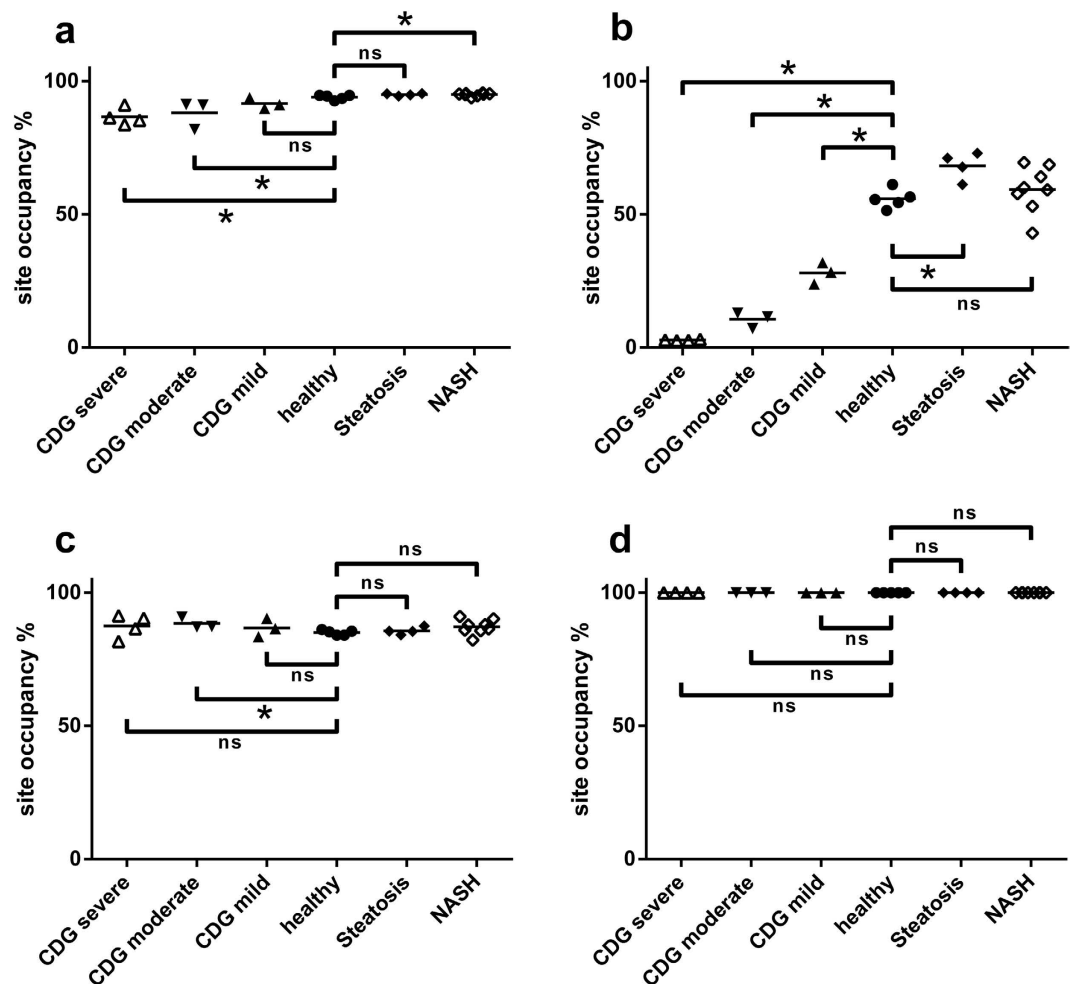 a
*
ns
100
50
0
site occupancy %
ns
*
*
CDG severe
CDG moderate
CDG mild
healthy
Steatosis
NASH
b
*
*
*
100
50
0
site occupancy %
*
ns
CDG severe
CDG moderate
CDG mild
healthy
Steatosis
NASH
c
ns
ns
100
50
0
site occupancy %
ns
*
ns
CDG severe
CDG moderate
CDG mild
healthy
Steatosis
NASH
d
ns
ns
100
50
0
site occupancy %
ns
ns
ns
CDG severe
CDG moderate
CDG mild
healthy
Steatosis
NASH